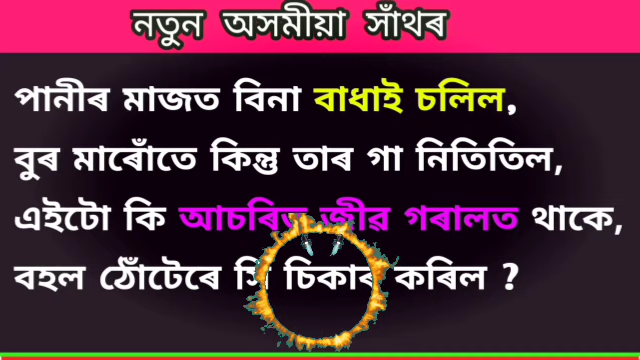 নতুন অসমীয়া সাঁথৰ
পানীৰ মাজত বিনা বাধাই চলিল,
বুৰ মাৰোঁতে কিন্তু তাৰ গা নিতিতিল,
এইটো কি আচৰিত জীৱ গৰালত থাকে,
বহল ঠোঁটেৰে সি চিকাৰ কৰিল ?